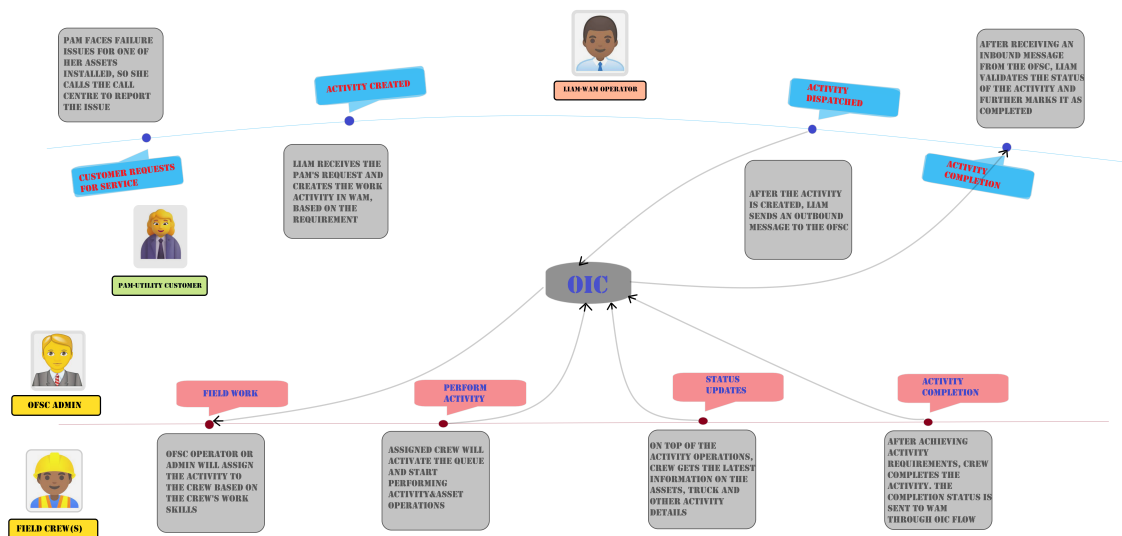 PAM FACES FAILURE
ISSUES FOR ONE OF
HER ASSETS
INSTALLED, SO SHE
CALLS THE CALL
CENTRE TO REPORT
THE ISSUE
CUSTOMER REQUESTS
FOR SERVICE
PAM-UTILITY CUSTOMER
ACTIVITY CREATED
LIAM RECEIVES THE
PAM'S REQUEST AND
CREATES THE WORK
ACTIVITY IN WAM,
BASED ON THE
REQUIREMENT
LIAM-WAM OPERATOR
ACTIVITY
DISPATCHED
AFTER THE ACTIVITY
IS CREATED, LIAM
SENDS AN OUTBOUND
MESSAGE TO THE OFSC
AFTER RECEIVING AN
INBOUND MESSAGE
FROM THE OFSC, LIAM
VALIDATES THE STATUS
OF THE ACTIVITY AND
FURTHER MARKS IT AS
COMPLETED
ACTIVITY
COMPLETION
OIC
OFSC ADMIN
FIELD CREW(S)
FIELD WORK
OFSC OPERATOR OR
ADMIN WILL ASSIGN
THE ACTIVITY TO
THE CREW BASED ON
THE CREW'S WORK
SKILLS
PERFORM
ACTIVITY
ASSIGNED CREW WILL
ACTIVATE THE QUEUE
AND START
PERFORMING
ACTIVITY&ASSET
OPERATIONS
STATUS
UPDATES
ON TOP OF THE
ACTIVITY OPERATIONS,
CREW GETS THE LATEST
INFORMATION ON THE
ASSETS, TRUCK AND
OTHER ACTIVITY
DETAILS
ACTIVITY
COMPLETION
AFTER ACHIEVING
ACTIVITY
REQUIREMENTS, CREW
COMPLETES THE
ACTIVITY. THE
COMPLETION STATUS IS
SENT TO WAM
THROUGH OIC FLOW